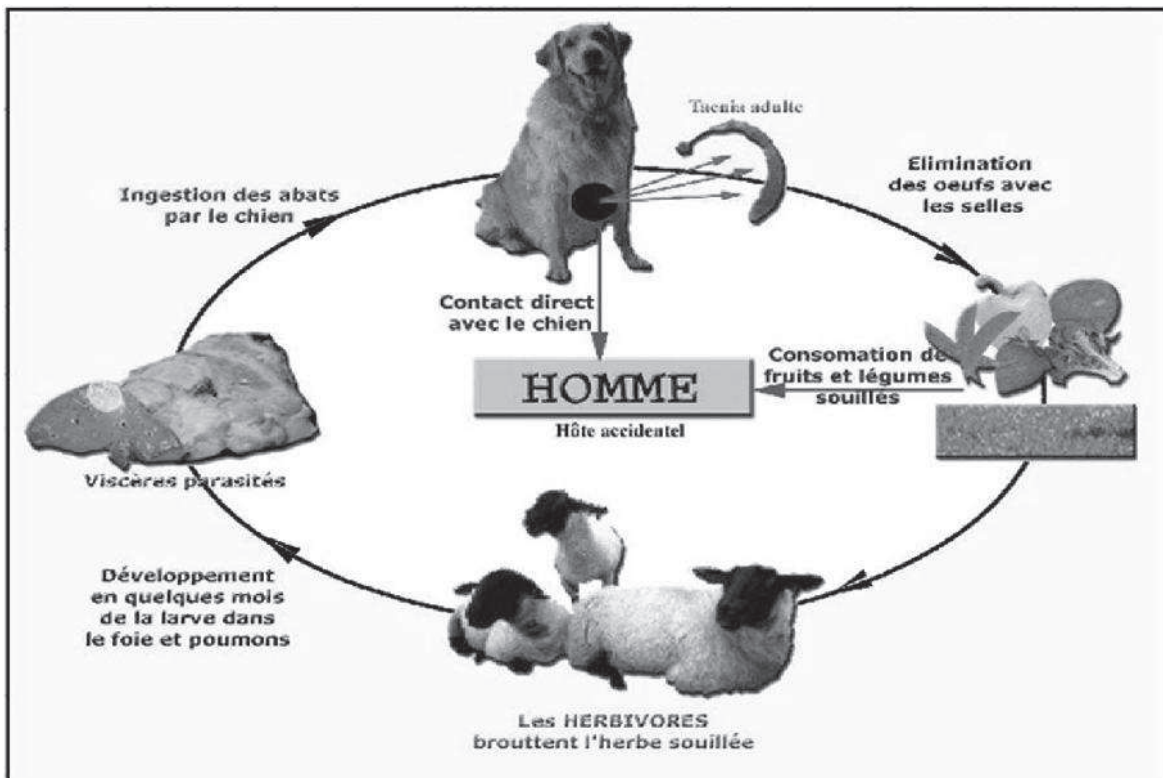 Taenia adulte
Elimination
des oeufs avec
les selles
Ingestion des abats
par le chien
Contact direct
avec le chien
Consomation de
fruits et légumes
souillés
HOMME
Hôte accidentel
Viscères parasités
Développement
en quelques mois
de la larve dans
le foie et poumons
Les HERBIVORES
brouttent l'herbe souillée